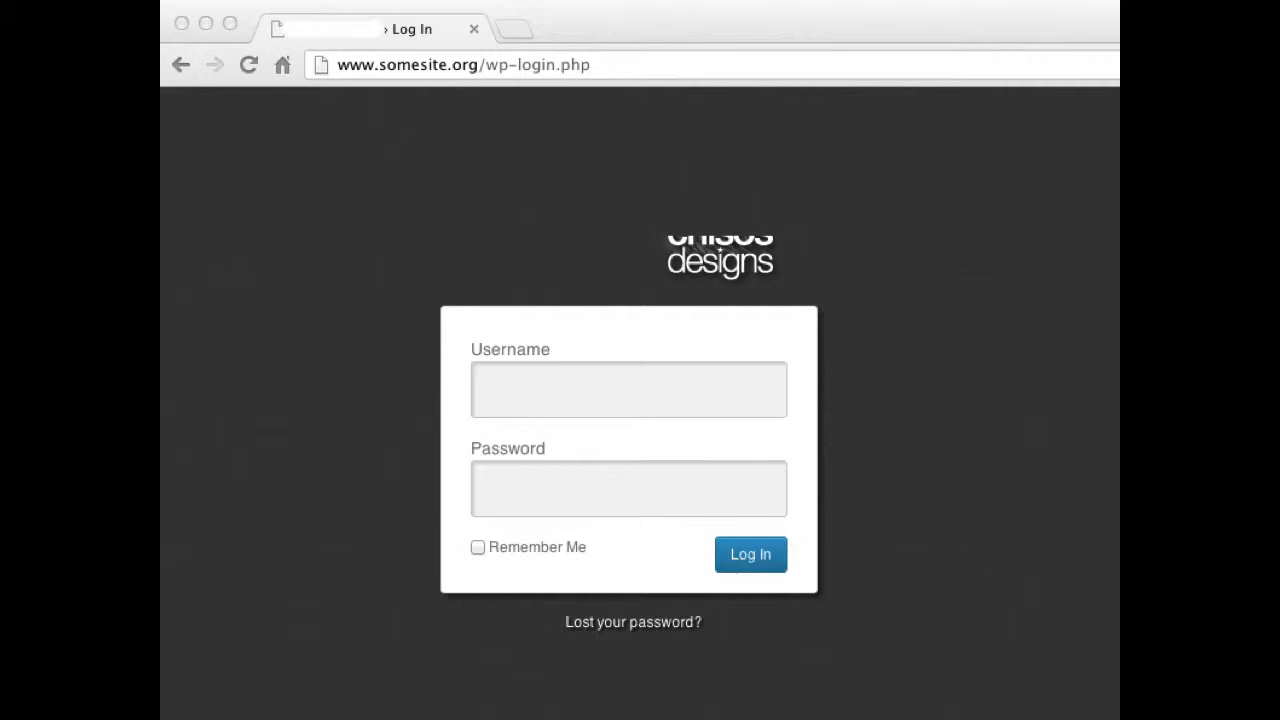 › Log In
www.somesite.org/wp-login.php
designs
Username
Password
Remember Me
Log In
Lost your password?